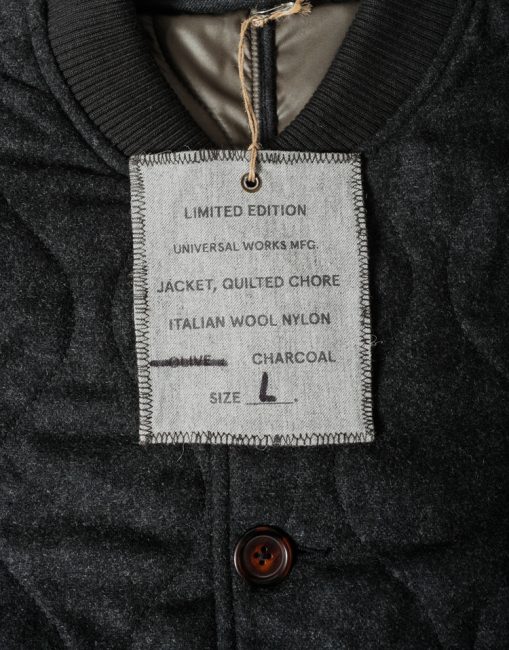 LIMITED EDITION
UNIVERSAL WORKS MFG.
JACKET, QUILTED CHORE
ITALIAN WOOL NYLON
OLIVE CHARCOAL
SIZE L.